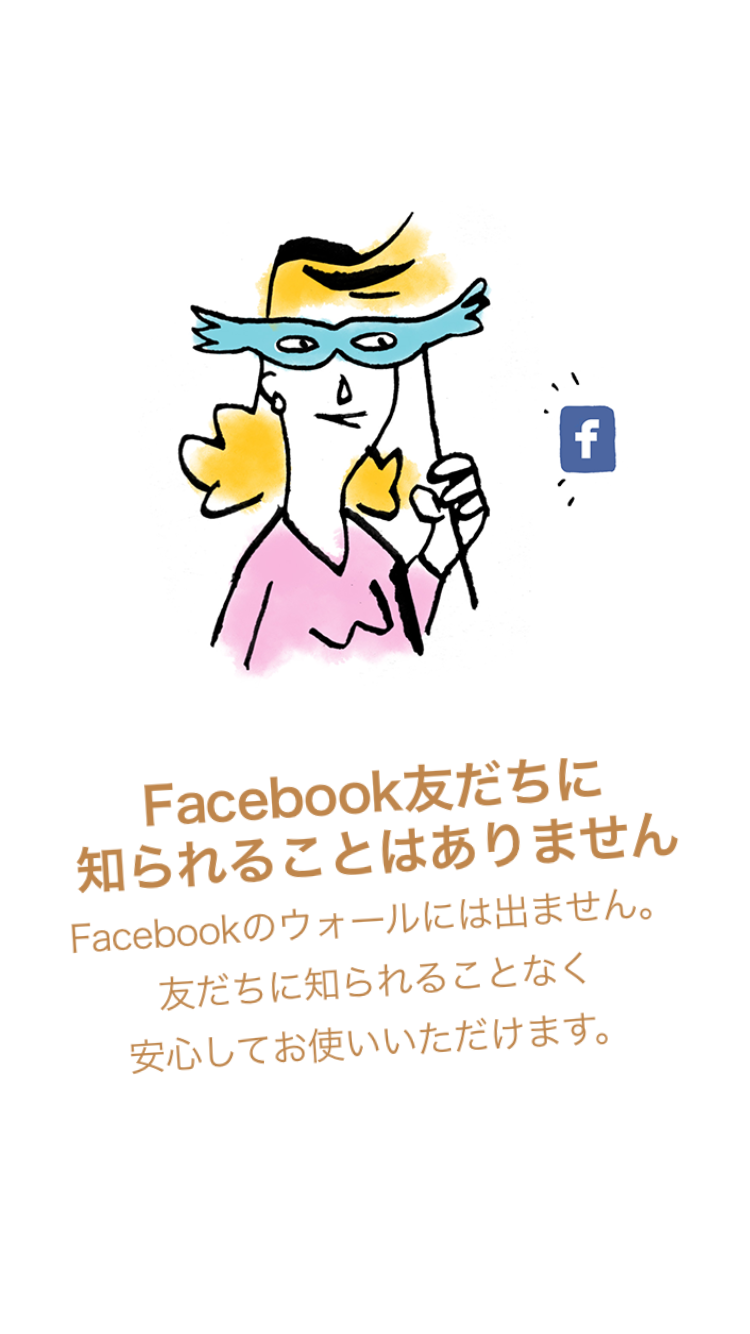 f
Facebook友だちに
知られることはありません
Facebookのウォールには出ません。
友だちに知られることなく
安心してお使いいただけます。